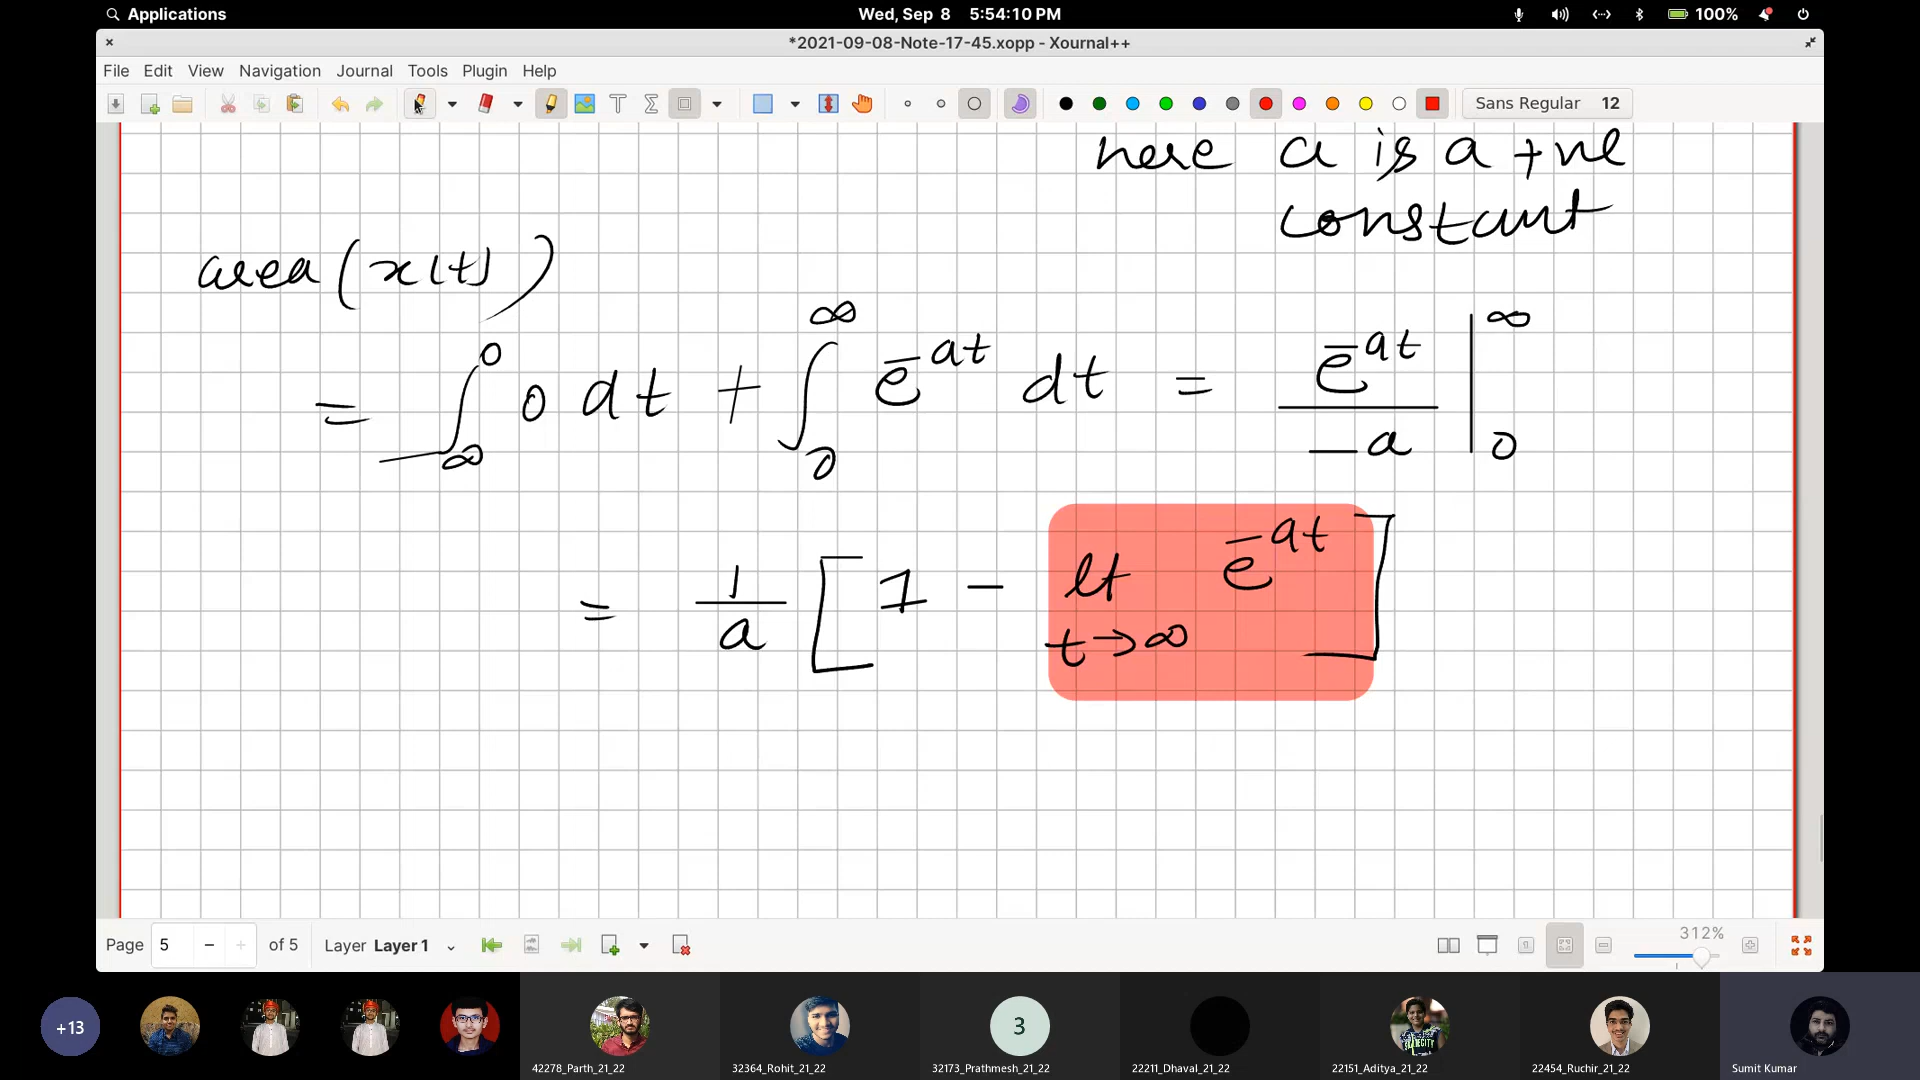 Applications
Wed, Sep 8 5:54:10 PM
100%
*2021-09-08-Note-17-45.xopp - Xournal++
File Edit View Navigation Journal Tools Plugin Help
Sans Regular 12
here a is a +ve
constant
area (x(t))
= ∫_{-∞}^{0} 0 dt + ∫_{0}^{∞} e^{-at} dt = e^{-at} / -a |_{0}^{∞}
= 1/a [ 1 - lt_{t→∞} e^{-at} ]
Page 5 of 5 Layer Layer 1
312%
+13
3
42278_Parth_21_22
32364_Rohit_21_22
32173_Prathmesh_21_22
22211_Dhaval_21_22
22151_Aditya_21_22
22454_Ruchir_21_22
Sumit Kumar